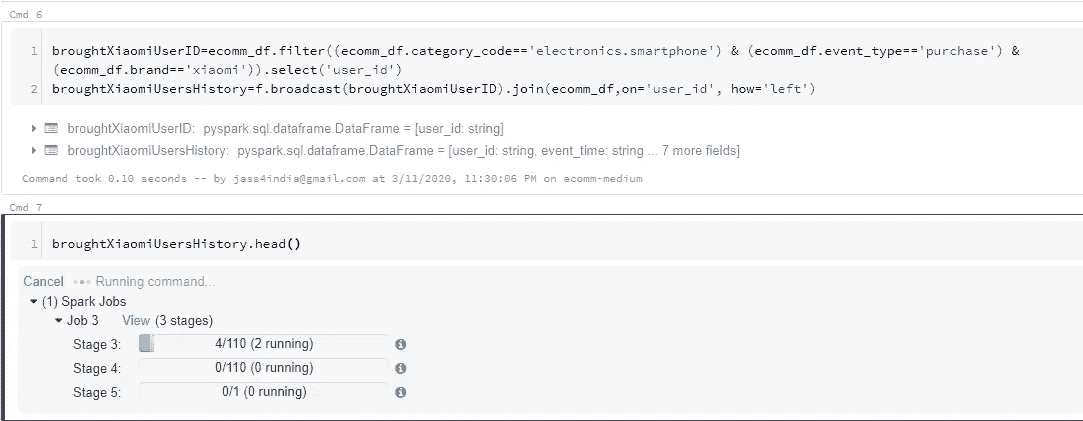 Cmd 6
1 broughtXiaomiUserID=ecomm_df.filter((ecomm_df.category_code=='electronics.smartphone') & (ecomm_df.event_type=='purchase') &
(ecomm_df.brand=='xiaomi')).select('user_id')
2 broughtXiaomiUsersHistory=f.broadcast(broughtXiaomiUserID).join(ecomm_df,on='user_id', how='left')
broughtXiaomiUserID: pyspark.sql.dataframe.DataFrame = [user_id: string]
broughtXiaomiUsersHistory: pyspark.sql.dataframe.DataFrame = [user_id: string, event_time: string ... 7 more fields]
Command took 0.10 seconds -- by jass4india@gmail.com at 3/11/2020, 11:30:06 PM on ecomm-medium
Cmd 7
1 broughtXiaomiUsersHistory.head()
Cancel Running command...
(1) Spark Jobs
Job 3 View (3 stages)
Stage 3: 4/110 (2 running)
Stage 4: 0/110 (0 running)
Stage 5: 0/1 (0 running)